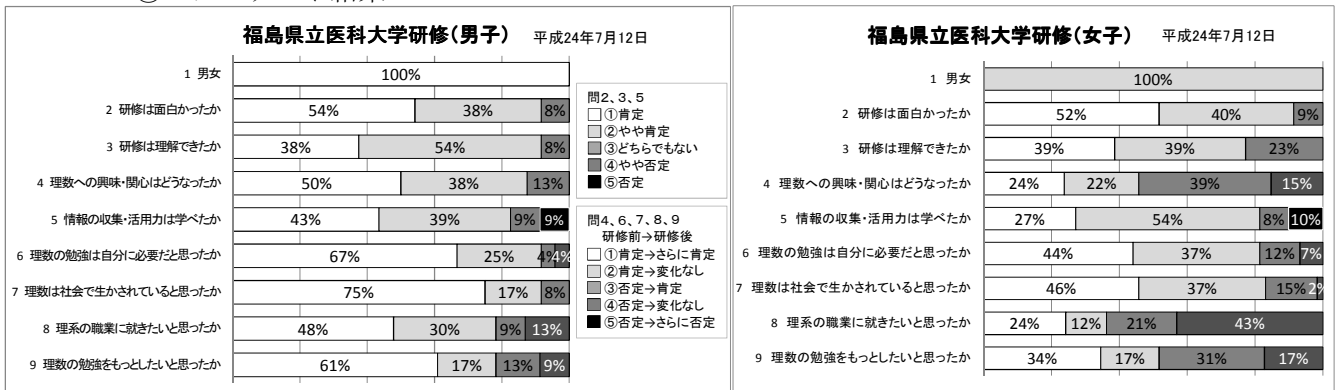 福島県立医科大学研修(男子) 平成24年7月12日
1 男女 100%
2 研修は面白かったか 54% 38% 8%
3 研修は理解できたか 38% 54% 8%
4 理数への興味・関心はどうなったか 50% 38% 13%
5 情報の収集・活用力は学べたか 43% 39% 9% 9%
6 理数の勉強は自分に必要だと思ったか 67% 25% 4% 4%
7 理数は社会で生かされていると思ったか 75% 17% 8%
8 理系の職業に就きたいと思ったか 48% 30% 9% 13%
9 理数の勉強をもっとしたいと思ったか 61% 17% 13% 9%
問2、3、5
①肯定
②やや肯定
③どちらでもない
④やや否定
⑤否定
問4、6、7、8、9
研修前→研修後
①肯定→さらに肯定
②肯定→変化なし
③否定→肯定
④否定→変化なし
⑤否定→さらに否定
福島県立医科大学研修(女子) 平成24年7月12日
1 男女 100%
2 研修は面白かったか 52% 40% 9%
3 研修は理解できたか 39% 39% 23%
4 理数への興味・関心はどうなったか 24% 22% 39% 15%
5 情報の収集・活用力は学べたか 27% 54% 8% 10%
6 理数の勉強は自分に必要だと思ったか 44% 37% 12% 7%
7 理数は社会で生かされていると思ったか 46% 37% 15% 2%
8 理系の職業に就きたいと思ったか 24% 12% 21% 43%
9 理数の勉強をもっとしたいと思ったか 34% 17% 31% 17%